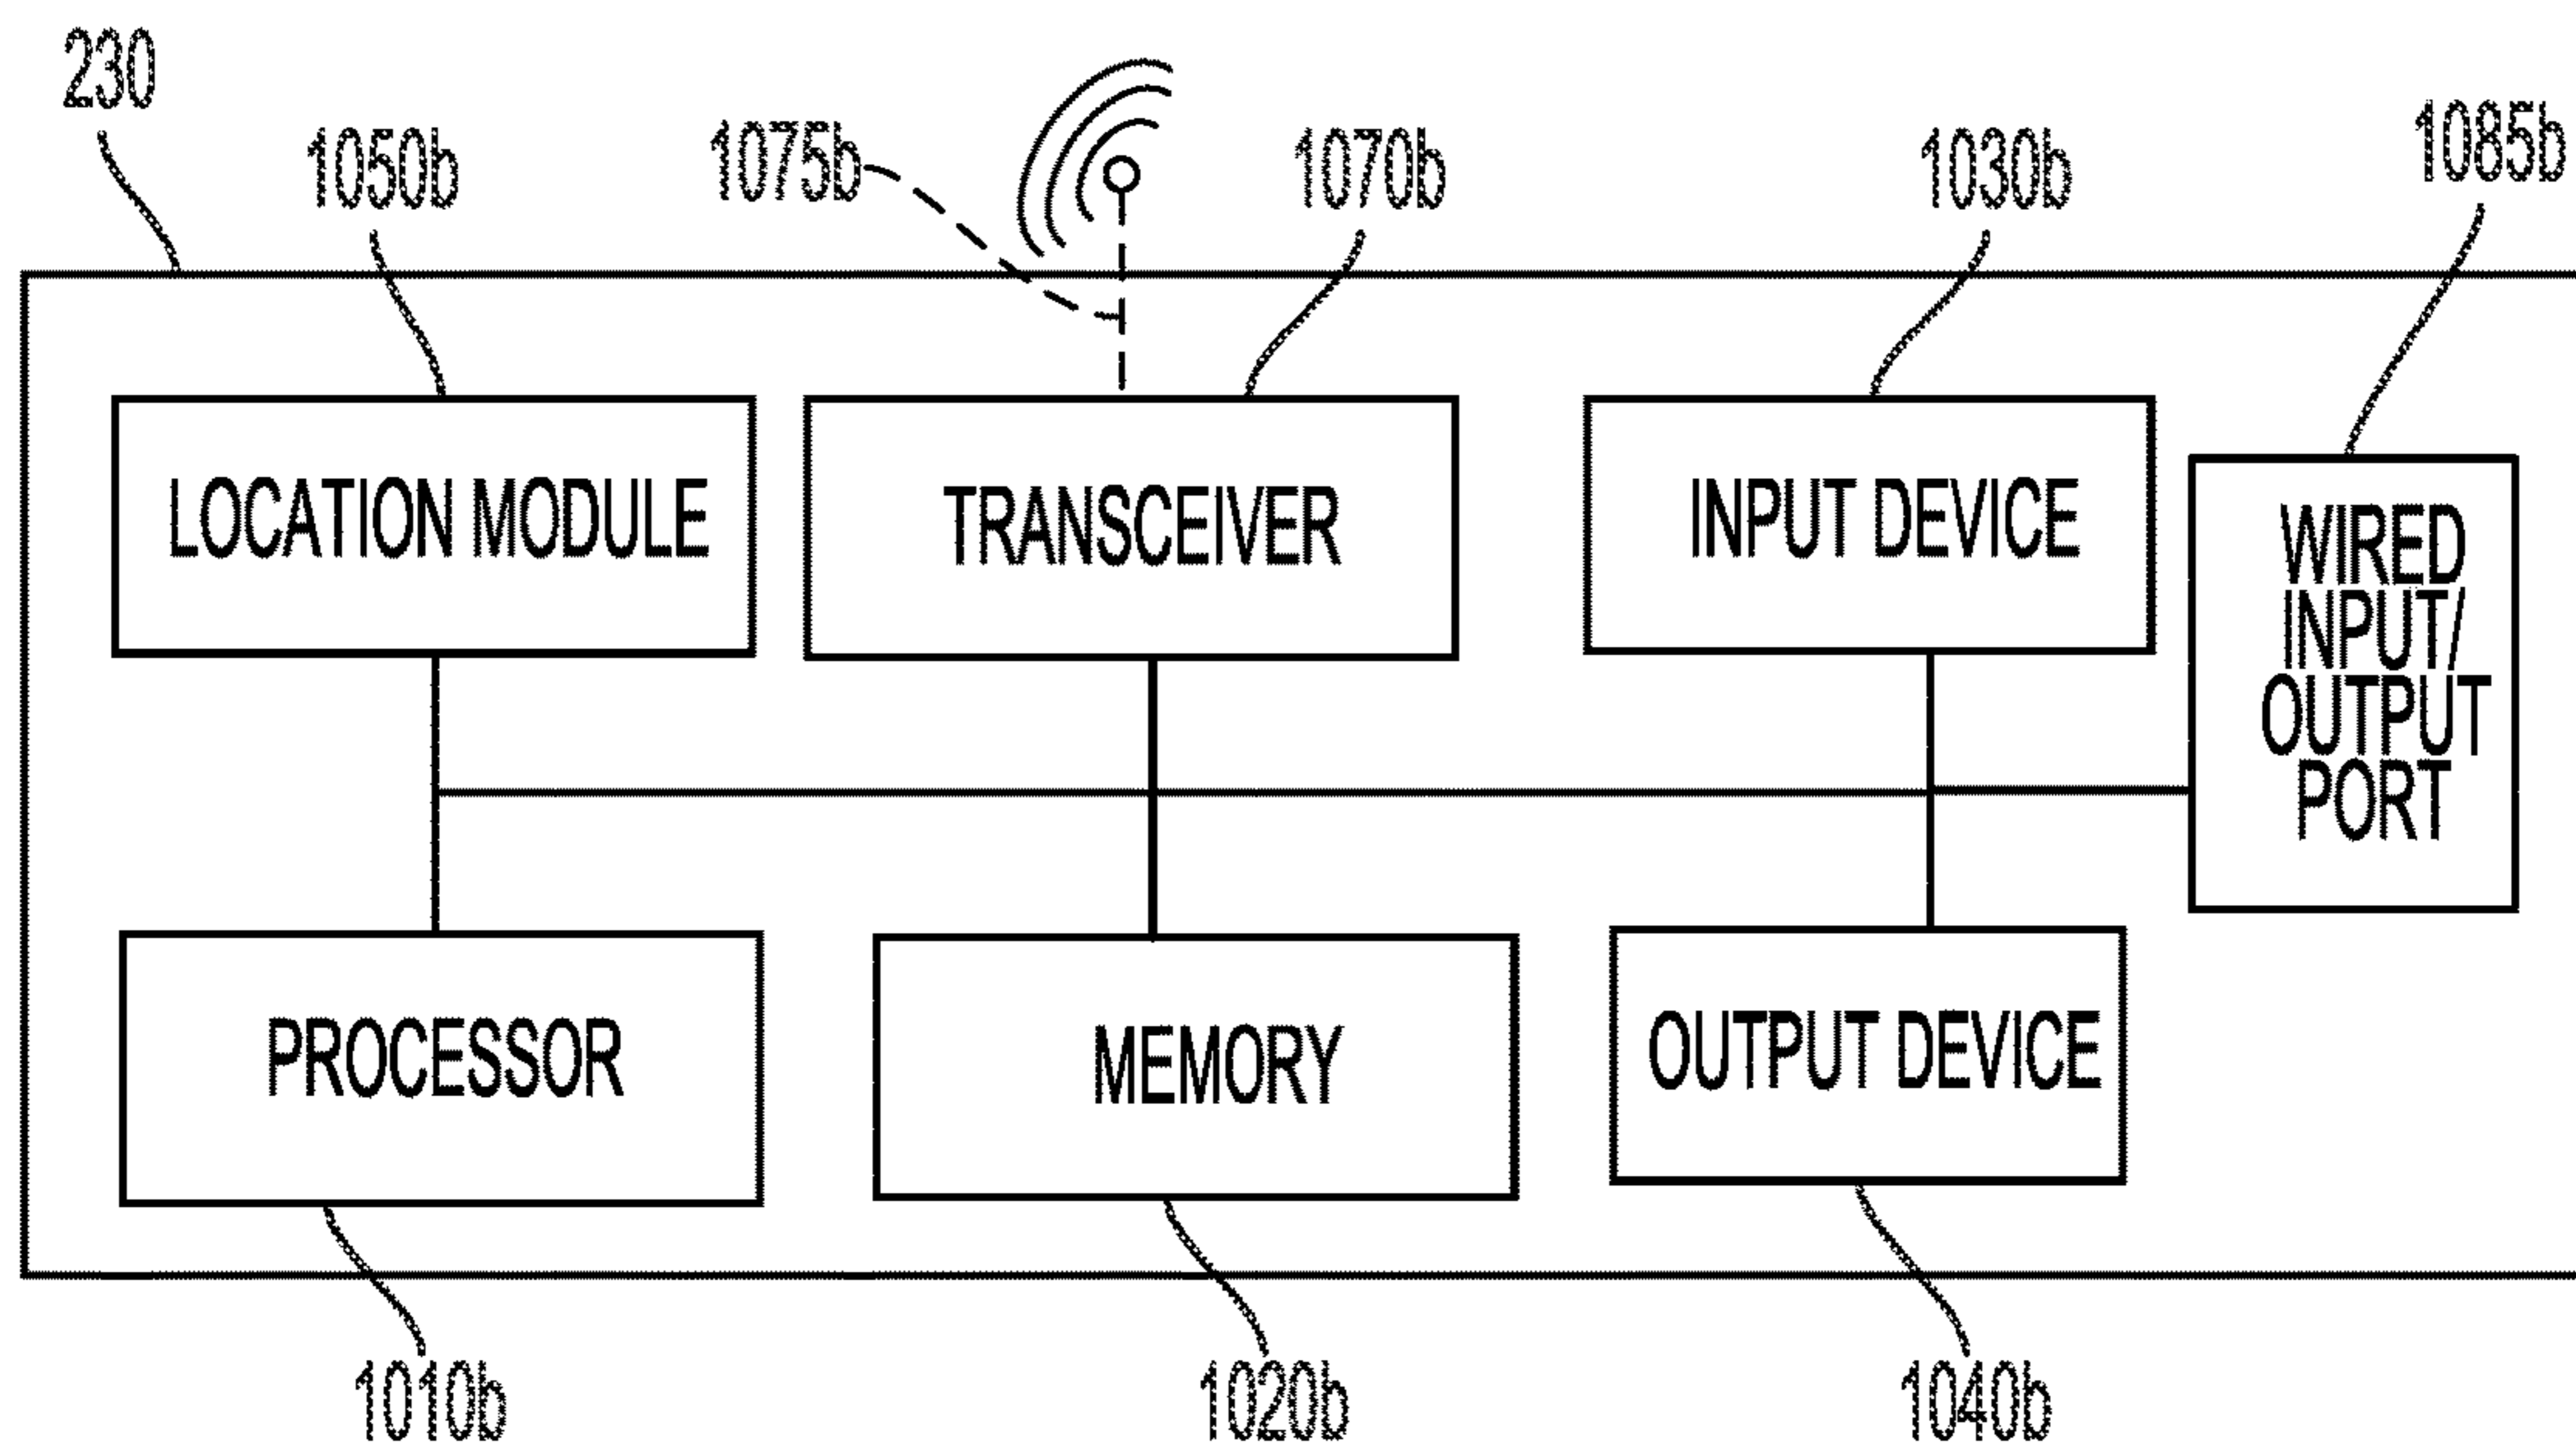 230
1050b
1075b
1070b
1030b
1085b
LOCATION MODULE
TRANSCEIVER
INPUT DEVICE
WIRED
INPUT/
OUTPUT
PORT
PROCESSOR
MEMORY
OUTPUT DEVICE
1010b
1020b
1040b